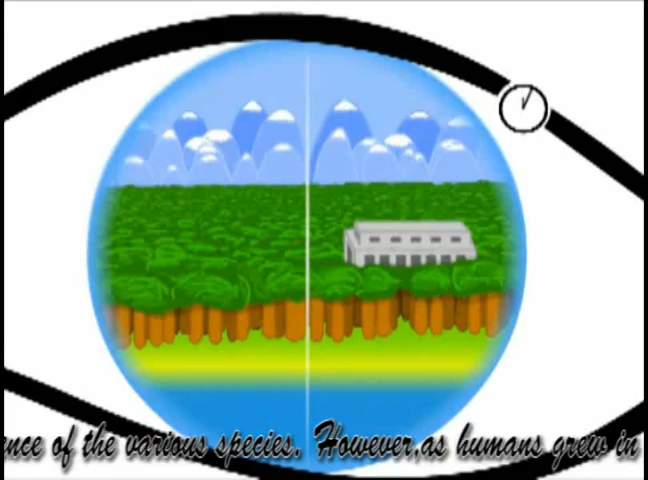 nce of the various species. However,as humans grew in